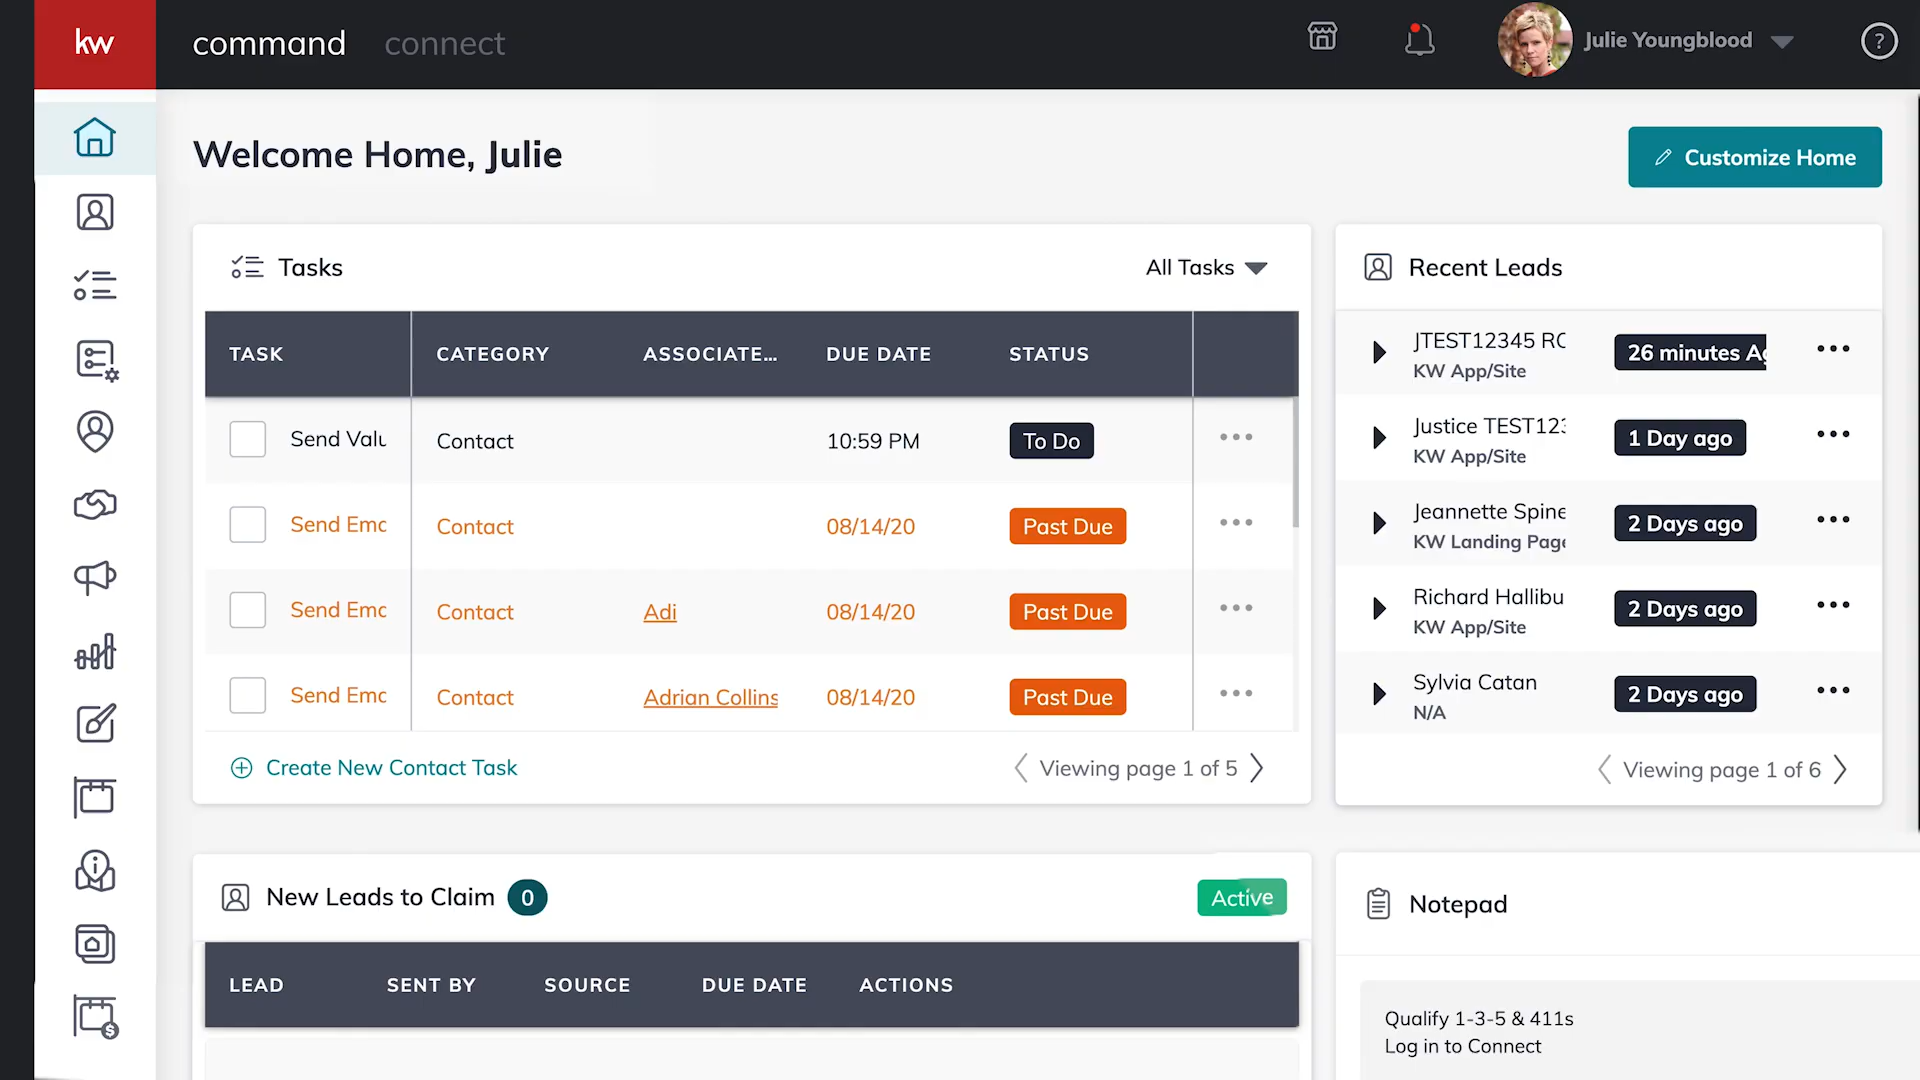 kw
command connect
Julie Youngblood
?
Welcome Home, Julie
Customize Home
Tasks
All Tasks
TASK CATEGORY ASSOCIATE... DUE DATE STATUS
Send Valu Contact 10:59 PM To Do
Send Ema Contact 08/14/20 Past Due
Send Ema Contact Adi 08/14/20 Past Due
Send Ema Contact Adrian Collins 08/14/20 Past Due
Create New Contact Task
Viewing page 1 of 5
Recent Leads
JTEST12345 RO 26 minutes Ag
KW App/Site
Justice TEST123 1 Day ago
KW App/Site
Jeannette Spine 2 Days ago
KW Landing Page
Richard Hallibu 2 Days ago
KW App/Site
Sylvia Catan 2 Days ago
N/A
Viewing page 1 of 6
New Leads to Claim 0
Active
LEAD SENT BY SOURCE DUE DATE ACTIONS
Notepad
Qualify 1-3-5 & 411s
Log in to Connect